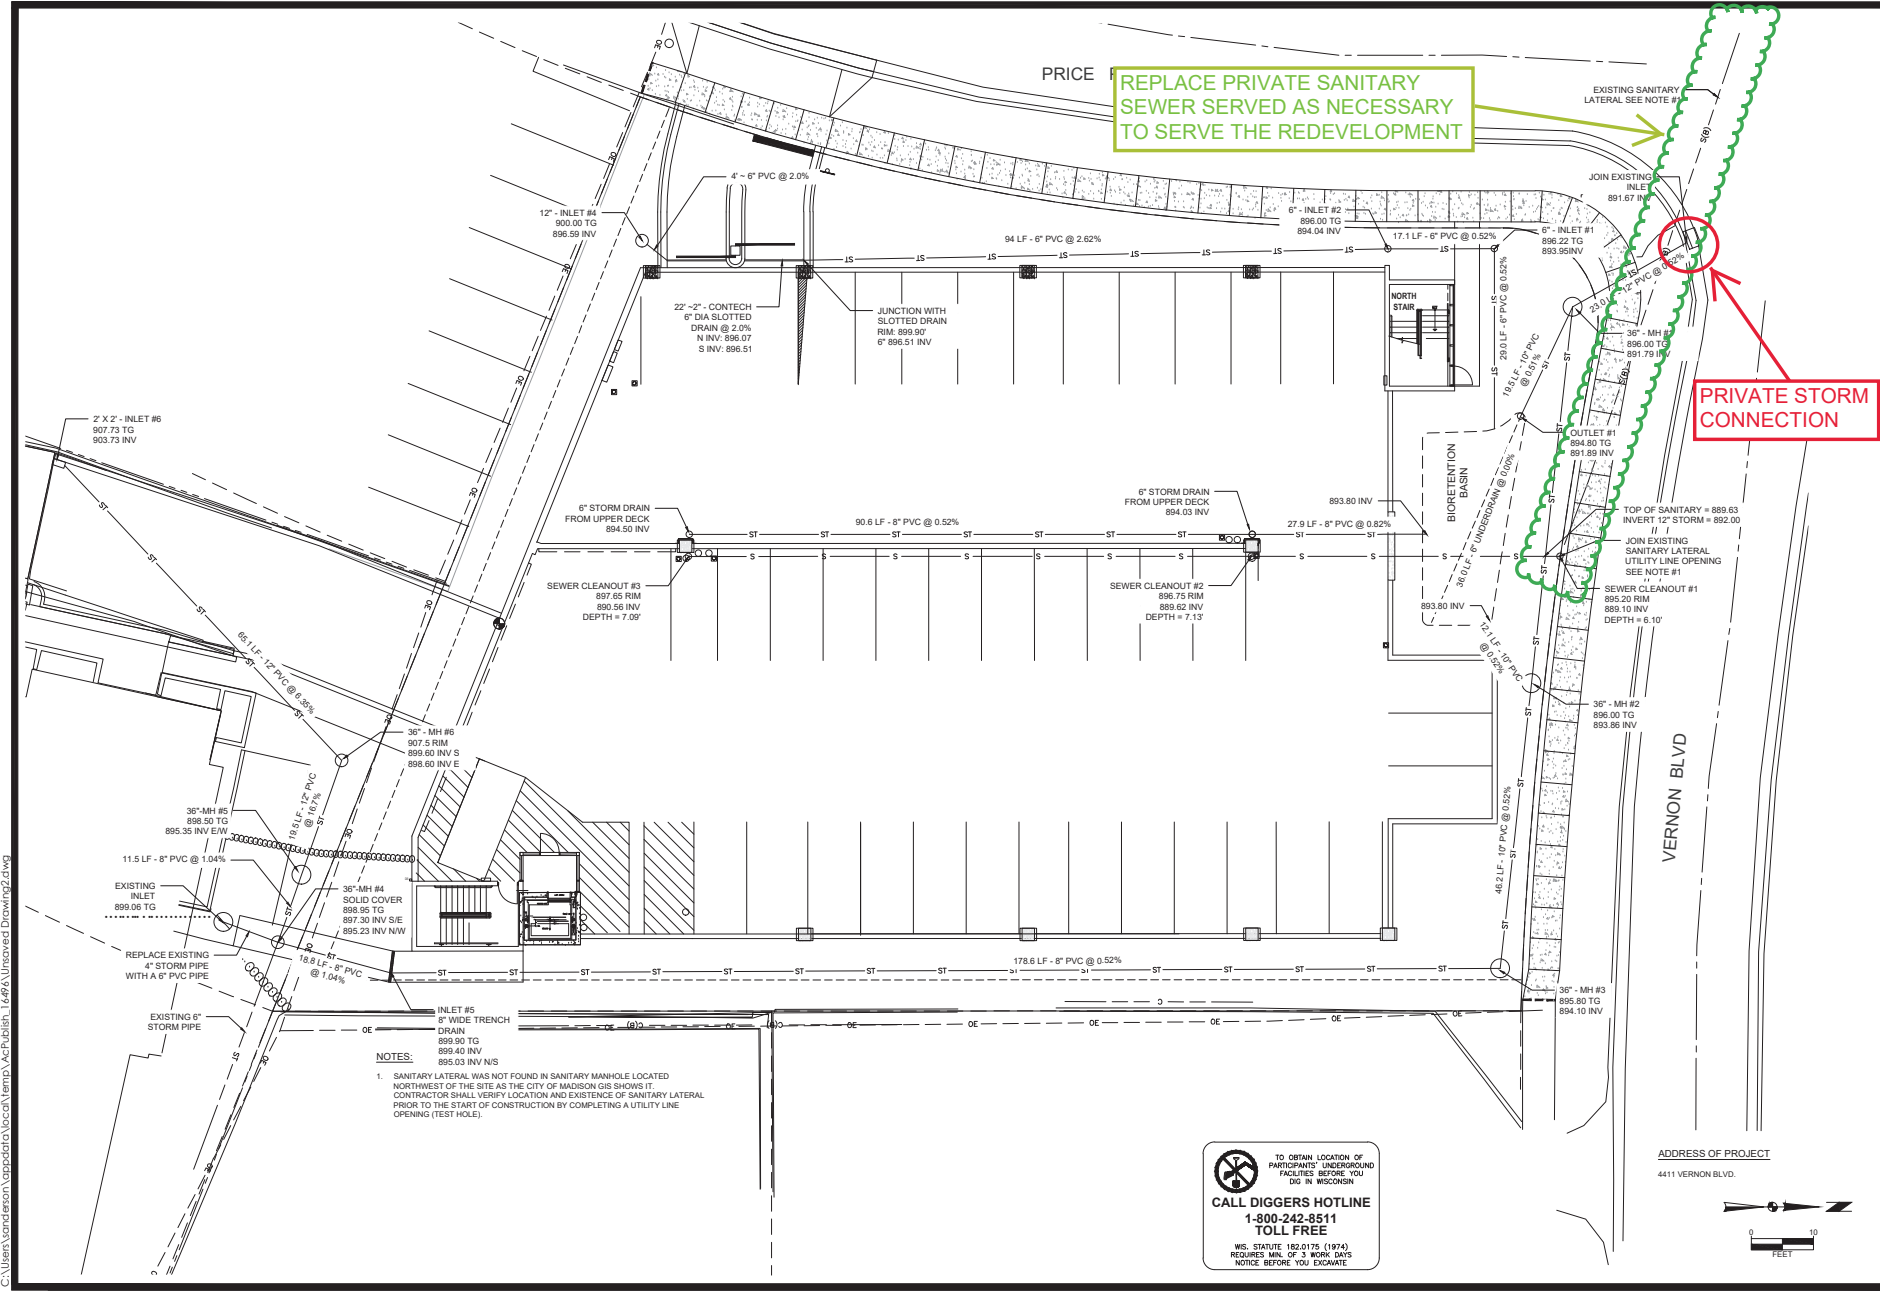 PRICE
REPLACE PRIVATE SANITARY
SEWER SERVED AS NECESSARY
TO SERVE THE REDEVELOPMENT
EXISTING SANITARY
LATERAL SEE NOTE #1
S(8)
JOIN EXISTING
INLET
891.67 INV
4' ~ 6" PVC @ 2.0%
12" - INLET #4
900.00 TG
896.59 INV
94 LF - 6" PVC @ 2.62%
6" - INLET #2
896.00 TG
894.04 INV
17.1 LF - 6" PVC @ 0.52%
6" - INLET #1
896.22 TG
893.95INV
23.0 LF - 12" PVC @ 0.52%
22' ~2" - CONTECH
6" DIA SLOTTED
DRAIN @ 2.0%
N INV: 896.07
S INV: 896.51
JUNCTION WITH
SLOTTED DRAIN
RIM: 899.90'
6" 896.51 INV
NORTH
STAIR
29.0 LF - 6" PVC @ 0.52%
19.5 LF - 10" PVC
@ 0.51%
36" - MH #1
896.00 TG
891.79 INV
S(8)
PRIVATE STORM
CONNECTION
2' X 2' - INLET #6
907.73 TG
903.73 INV
OUTLET #1
894.80 TG
891.89 INV
BIORETENTION
BASIN
36.0 LF - 6" UNDERDRAIN @ 0.00%
6" STORM DRAIN
FROM UPPER DECK
894.50 INV
90.6 LF - 8" PVC @ 0.52%
6" STORM DRAIN
FROM UPPER DECK
894.03 INV
893.80 INV
27.9 LF - 8" PVC @ 0.82%
TOP OF SANITARY = 889.63
INVERT 12" STORM = 892.00
JOIN EXISTING
SANITARY LATERAL
UTILITY LINE OPENING
SEE NOTE #1
SEWER CLEANOUT #3
897.65 RIM
890.56 INV
DEPTH = 7.09'
SEWER CLEANOUT #2
896.75 RIM
889.62 INV
DEPTH = 7.13'
SEWER CLEANOUT #1
895.20 RIM
889.10 INV
DEPTH = 6.10'
893.80 INV
12.1 LF - 10" PVC
@ 0.52%
65.1 LF - 12" PVC @ 6.35%
36" - MH #2
896.00 TG
893.86 INV
36" - MH #6
907.5 RIM
899.60 INV S
898.60 INV E
VERNON BLVD
19.5 LF - 12" PVC
@ 16.7%
36"-MH #5
898.50 TG
895.35 INV E/W
11.5 LF - 8" PVC @ 1.04%
46.2 LF - 10" PVC @ 0.52%
EXISTING
INLET
899.06 TG
36"-MH #4
SOLID COVER
898.95 TG
897.30 INV S/E
895.23 INV N/W
REPLACE EXISTING
4" STORM PIPE
WITH A 6" PVC PIPE
18.8 LF - 8" PVC
@ 1.04%
178.6 LF - 8" PVC @ 0.52%
36" - MH #3
895.80 TG
894.10 INV
EXISTING 6"
STORM PIPE
INLET #5
8" WIDE TRENCH
DRAIN
899.90 TG
899.40 INV
895.03 INV N/S
NOTES:
1. SANITARY LATERAL WAS NOT FOUND IN SANITARY MANHOLE LOCATED
NORTHWEST OF THE SITE AS THE CITY OF MADISON GIS SHOWS IT.
CONTRACTOR SHALL VERIFY LOCATION AND EXISTENCE OF SANITARY LATERAL
PRIOR TO THE START OF CONSTRUCTION BY COMPLETING A UTILITY LINE
OPENING (TEST HOLE).
TO OBTAIN LOCATION OF
PARTICIPANTS' UNDERGROUND
FACILITIES BEFORE YOU
DIG IN WISCONSIN
CALL DIGGERS HOTLINE
1-800-242-8511
TOLL FREE
WIS. STATUTE 182.0175 (1974)
REQUIRES MIN. OF 3 WORK DAYS
NOTICE BEFORE YOU EXCAVATE
ADDRESS OF PROJECT
4411 VERNON BLVD.
0 10
FEET
C:\Users\sanderson\appdata\local\temp\AcPublish_16496\Unsaved Drawing2.dwg